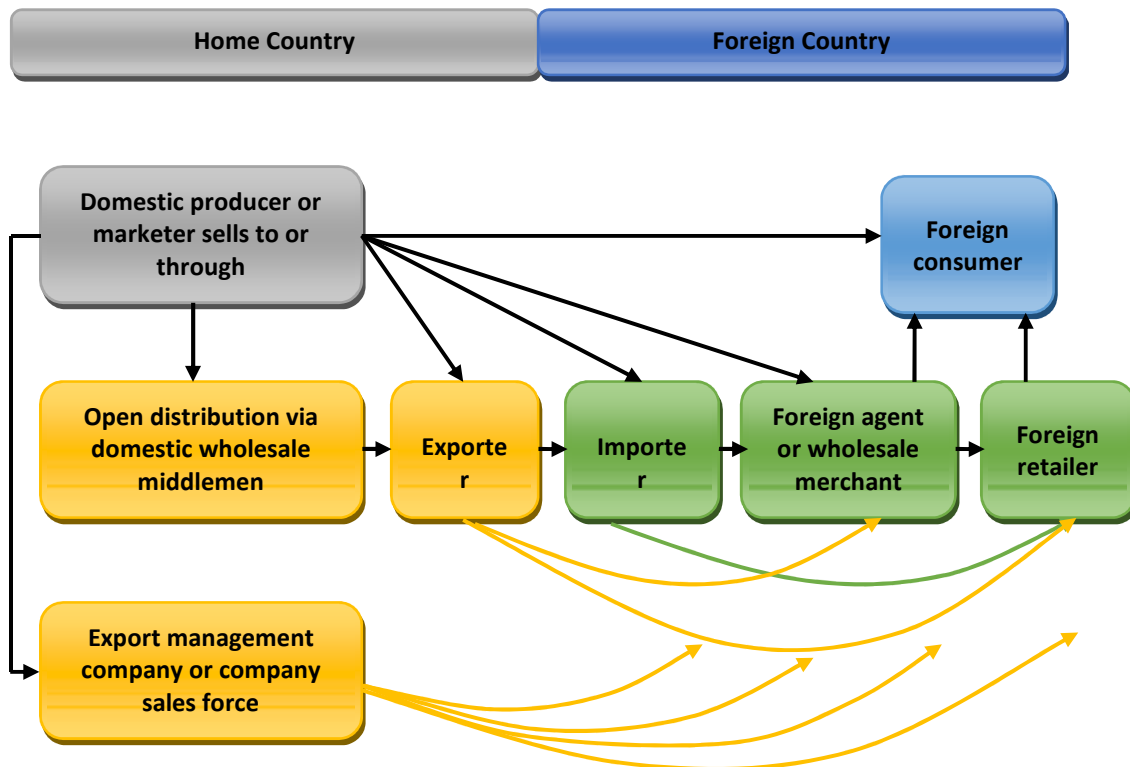 Home Country
Foreign Country
Domestic producer or
marketer sells to or
through
Foreign
consumer
Open distribution via
domestic wholesale
middlemen
Exporte
r
Importe
r
Foreign agent
or wholesale
merchant
Foreign
retailer
Export management
company or company
sales force